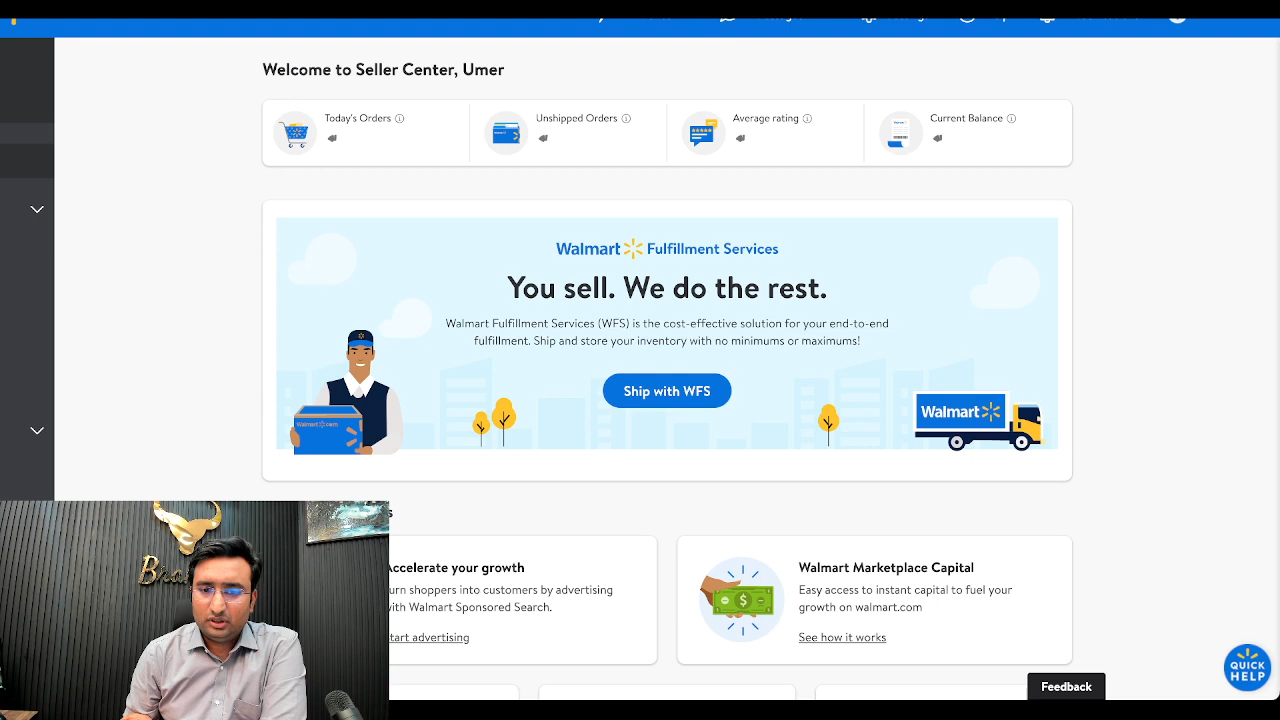 Welcome to Seller Center, Umer
Today's Orders
Unshipped Orders
Average rating
Current Balance
Walmart Fulfillment Services
You sell. We do the rest.
Walmart Fulfillment Services (WFS) is the cost-effective solution for your end-to-end
fulfillment. Ship and store your inventory with no minimums or maximums!
Ship with WFS
Walmart
Accelerate your growth
urn shoppers into customers by advertising
with Walmart Sponsored Search.
tart advertising
Walmart Marketplace Capital
Easy access to instant capital to fuel your
growth on walmart.com
See how it works
QUICK
HELP
Feedback